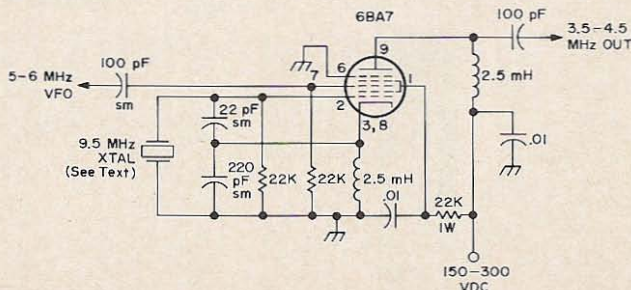 6BA7
100 pF
3.5–4.5
MHz OUT
9
100 pF
5–6 MHz
VFO
sm
6
7
1
2
2.5 mH
22 pF
sm
3,8
.01
9.5 MHz
XTAL
(See Text)
220
pF
sm
22K
22K
2.5 mH
.01
22K
1W
150–300
VDC